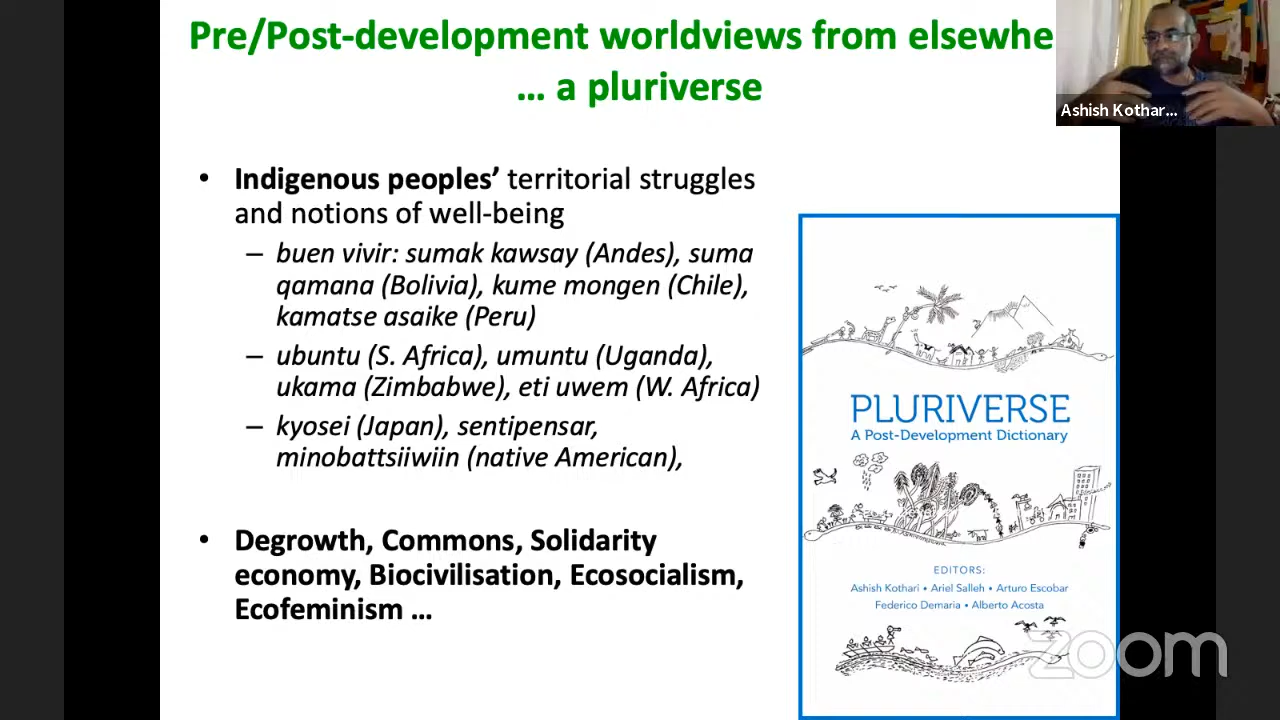 Pre/Post-development worldviews from elsewhe
… a pluriverse
Ashish Kothar...
• Indigenous peoples’ territorial struggles
and notions of well-being
– buen vivir: sumak kawsay (Andes), suma
qamana (Bolivia), kume mongen (Chile),
kamatse asaike (Peru)
– ubuntu (S. Africa), umuntu (Uganda),
ukama (Zimbabwe), eti uwem (W. Africa)
– kyosei (Japan), sentipensar,
minobattsiiwiin (native American),
• Degrowth, Commons, Solidarity
economy, Biocivilisation, Ecosocialism,
Ecofeminism …
PLURIVERSE
A Post-Development Dictionary
EDITORS:
Ashish Kothari • Ariel Salleh • Arturo Escobar
Federico Demaria • Alberto Acosta
zoom